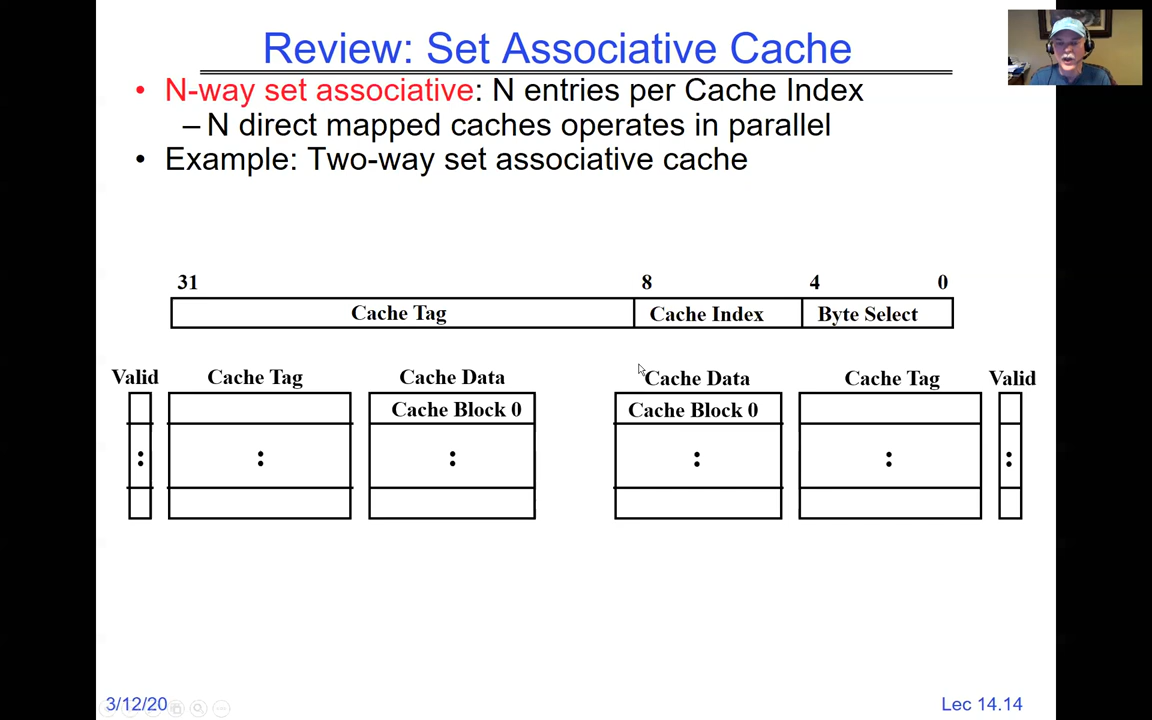 Review: Set Associative Cache
• N-way set associative: N entries per Cache Index
– N direct mapped caches operates in parallel
• Example: Two-way set associative cache
31 8 4 0
Cache Tag Cache Index Byte Select
Valid Cache Tag Cache Data Cache Data Cache Tag Valid
Cache Block 0 Cache Block 0
: : : : : :
3/12/20 Lec 14.14